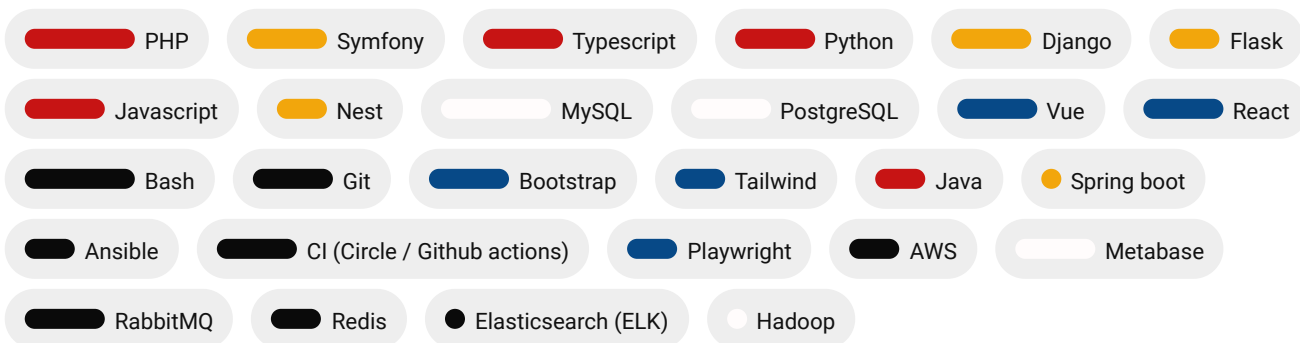 PHP Symfony Typescript Python Django Flask
Javascript Nest MySQL PostgreSQL Vue React
Bash Git Bootstrap Tailwind Java Spring boot
Ansible CI (Circle / Github actions) Playwright AWS Metabase
RabbitMQ Redis Elasticsearch (ELK) Hadoop